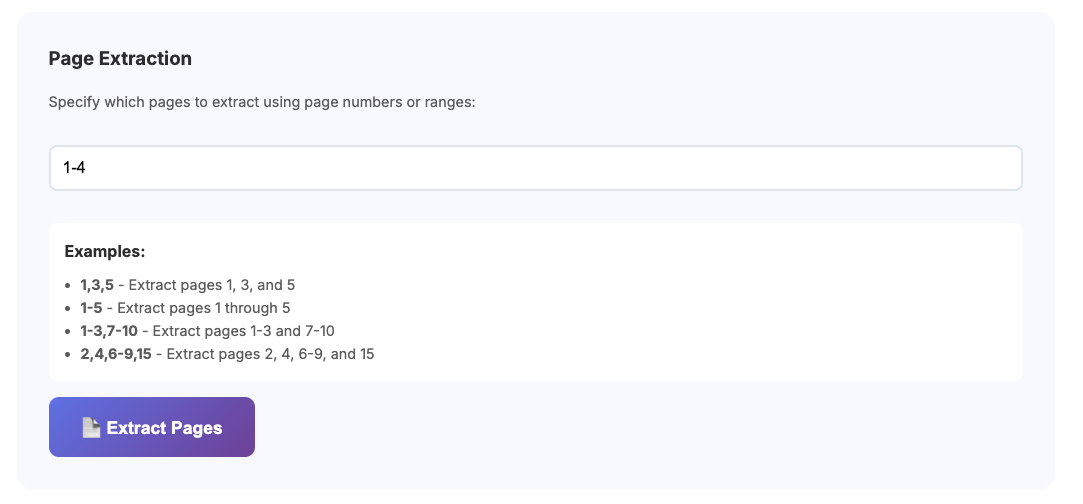 Page Extraction
Specify which pages to extract using page numbers or ranges:
1-4
Examples:
• 1,3,5 - Extract pages 1, 3, and 5
• 1-5 - Extract pages 1 through 5
• 1-3,7-10 - Extract pages 1-3 and 7-10
• 2,4,6-9,15 - Extract pages 2, 4, 6-9, and 15
Extract Pages